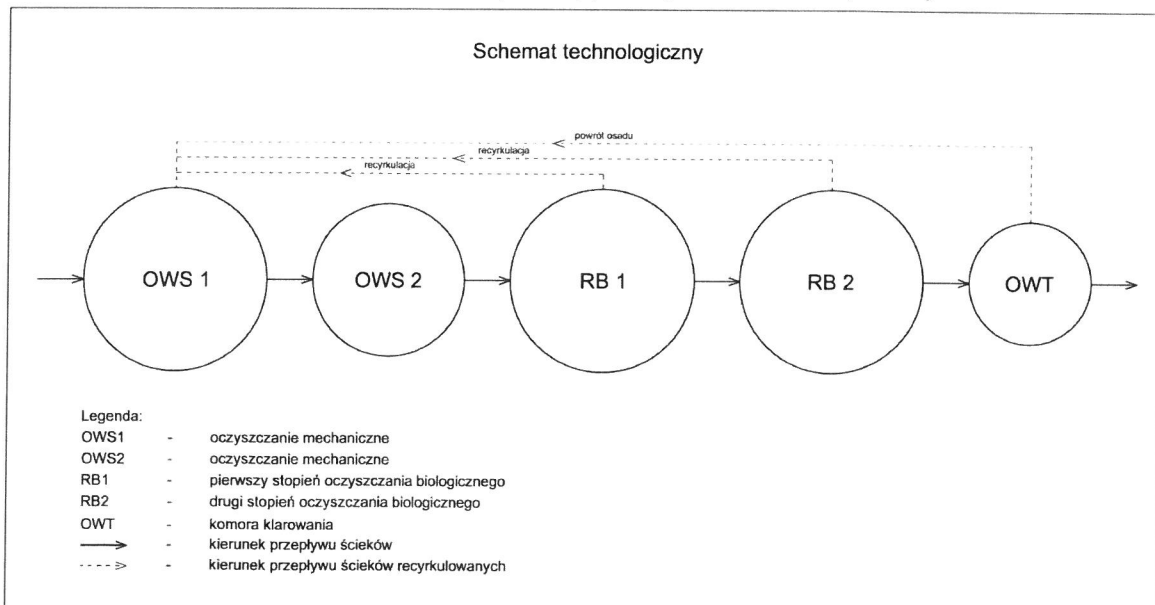 Schemat technologiczny
powrót osadu
recyrkulacja
recyrkulacja
OWS 1
OWS 2
RB 1
RB 2
OWT
Legenda:
OWS1 - oczyszczanie mechaniczne
OWS2 - oczyszczanie mechaniczne
RB1 - pierwszy stopień oczyszczania biologicznego
RB2 - drugi stopień oczyszczania biologicznego
OWT - komora klarowania
- kierunek przepływu ścieków
- kierunek przepływu ścieków recyrkulowanych